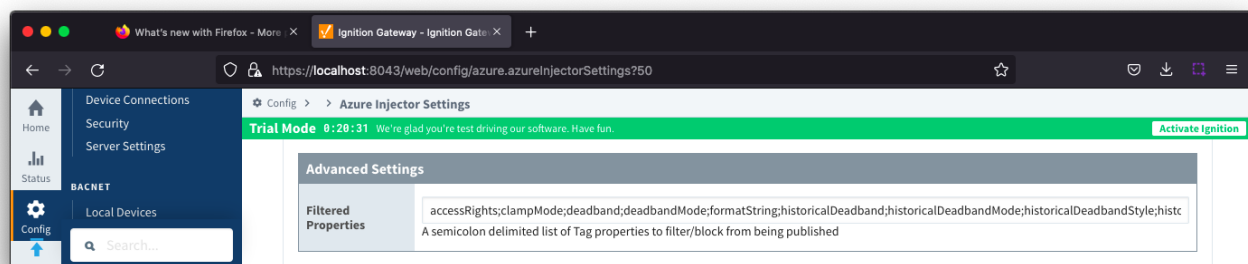 What's new with Firefox - More
Ignition Gateway - Ignition Gate
https://localhost:8043/web/config/azure.azureInjectorSettings?50
Home
Status
Config
Device Connections
Security
Server Settings
BACNET
Local Devices
Search...
Config > > Azure Injector Settings
Trial Mode 0:20:31 We're glad you're test driving our software. Have fun.
Activate Ignition
Advanced Settings
Filtered Properties
accessRights;clampMode;deadband;deadbandMode;formatString;historicalDeadband;historicalDeadbandMode;historicalDeadbandStyle;histo
A semicolon delimited list of Tag properties to filter/block from being published